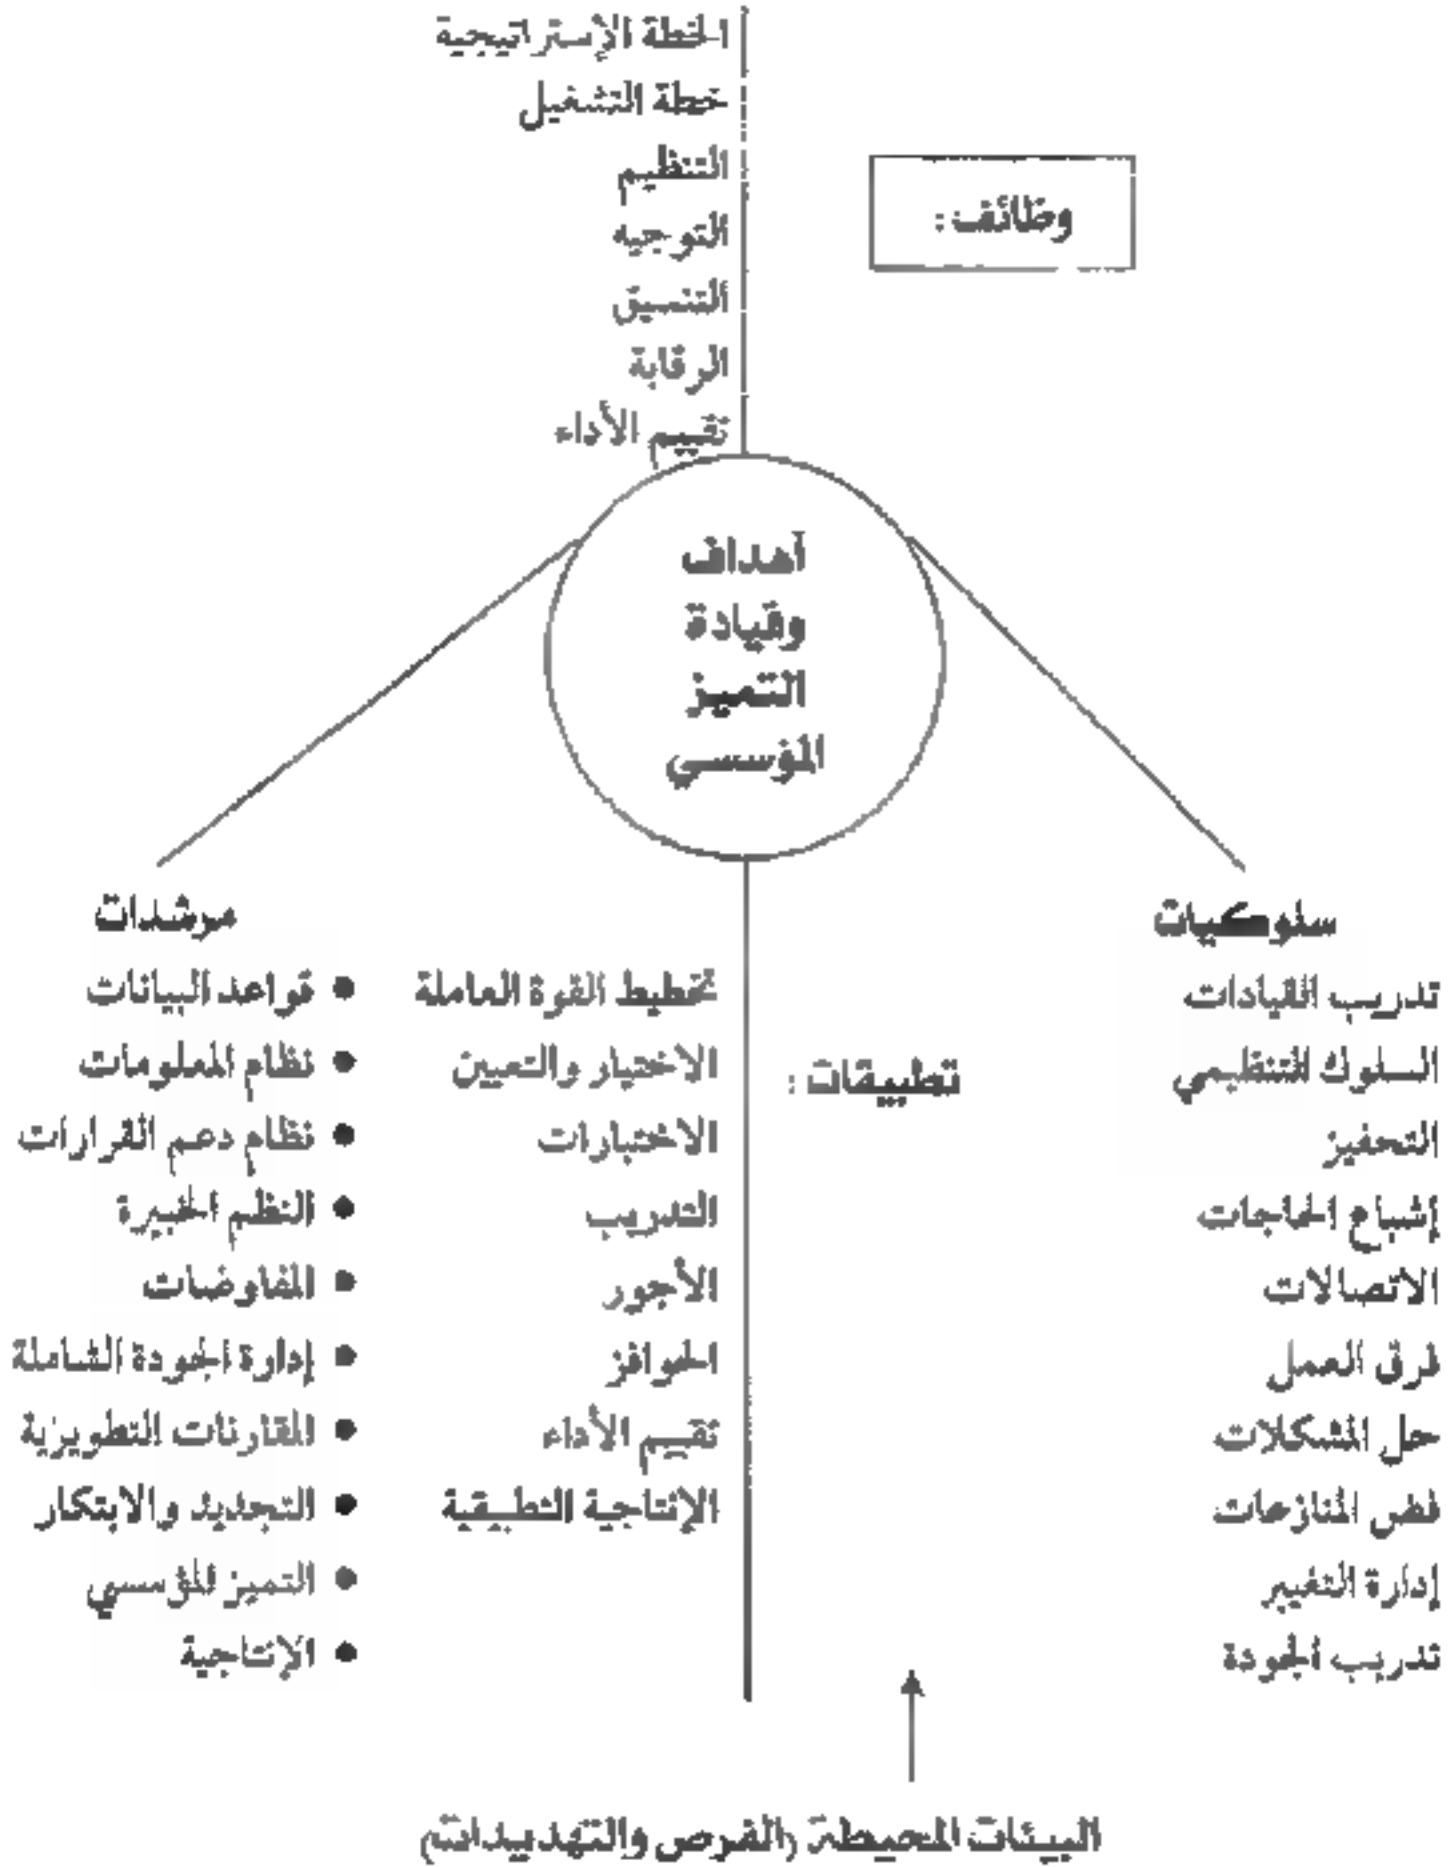 الخطة الإستراتيجية
خطة التشغيل
التنظيم
التوجيه
التنسيق
الرقابة
تقييم الأداء
وظائف :
أهداف
وقيادة
التميز
المؤسسي
سلوكيات
تدريب القيادات
السلوك التنظيمي
التحفيز
إشباع الحاجات
الاتصالات
فرق العمل
حل المشكلات
فض المنازعات
إدارة التغيير
تدريب الجودة
تطبيقات :
تخطيط القوة العاملة
الاختيار والتعيين
الاختبارات
التدريب
الأجور
الحوافز
تقييم الأداء
الإنتاجية التطبيقية
مرشدات
• قواعد البيانات
• نظام المعلومات
• نظام دعم القرارات
• النظم الخبيرة
• المفاوضات
• إدارة الجودة الشاملة
• المقارنات التطويرية
• التجديد والابتكار
• التميز المؤسسي
• الإنتاجية
البيئات المحيطة (الفرص والتهديدات)